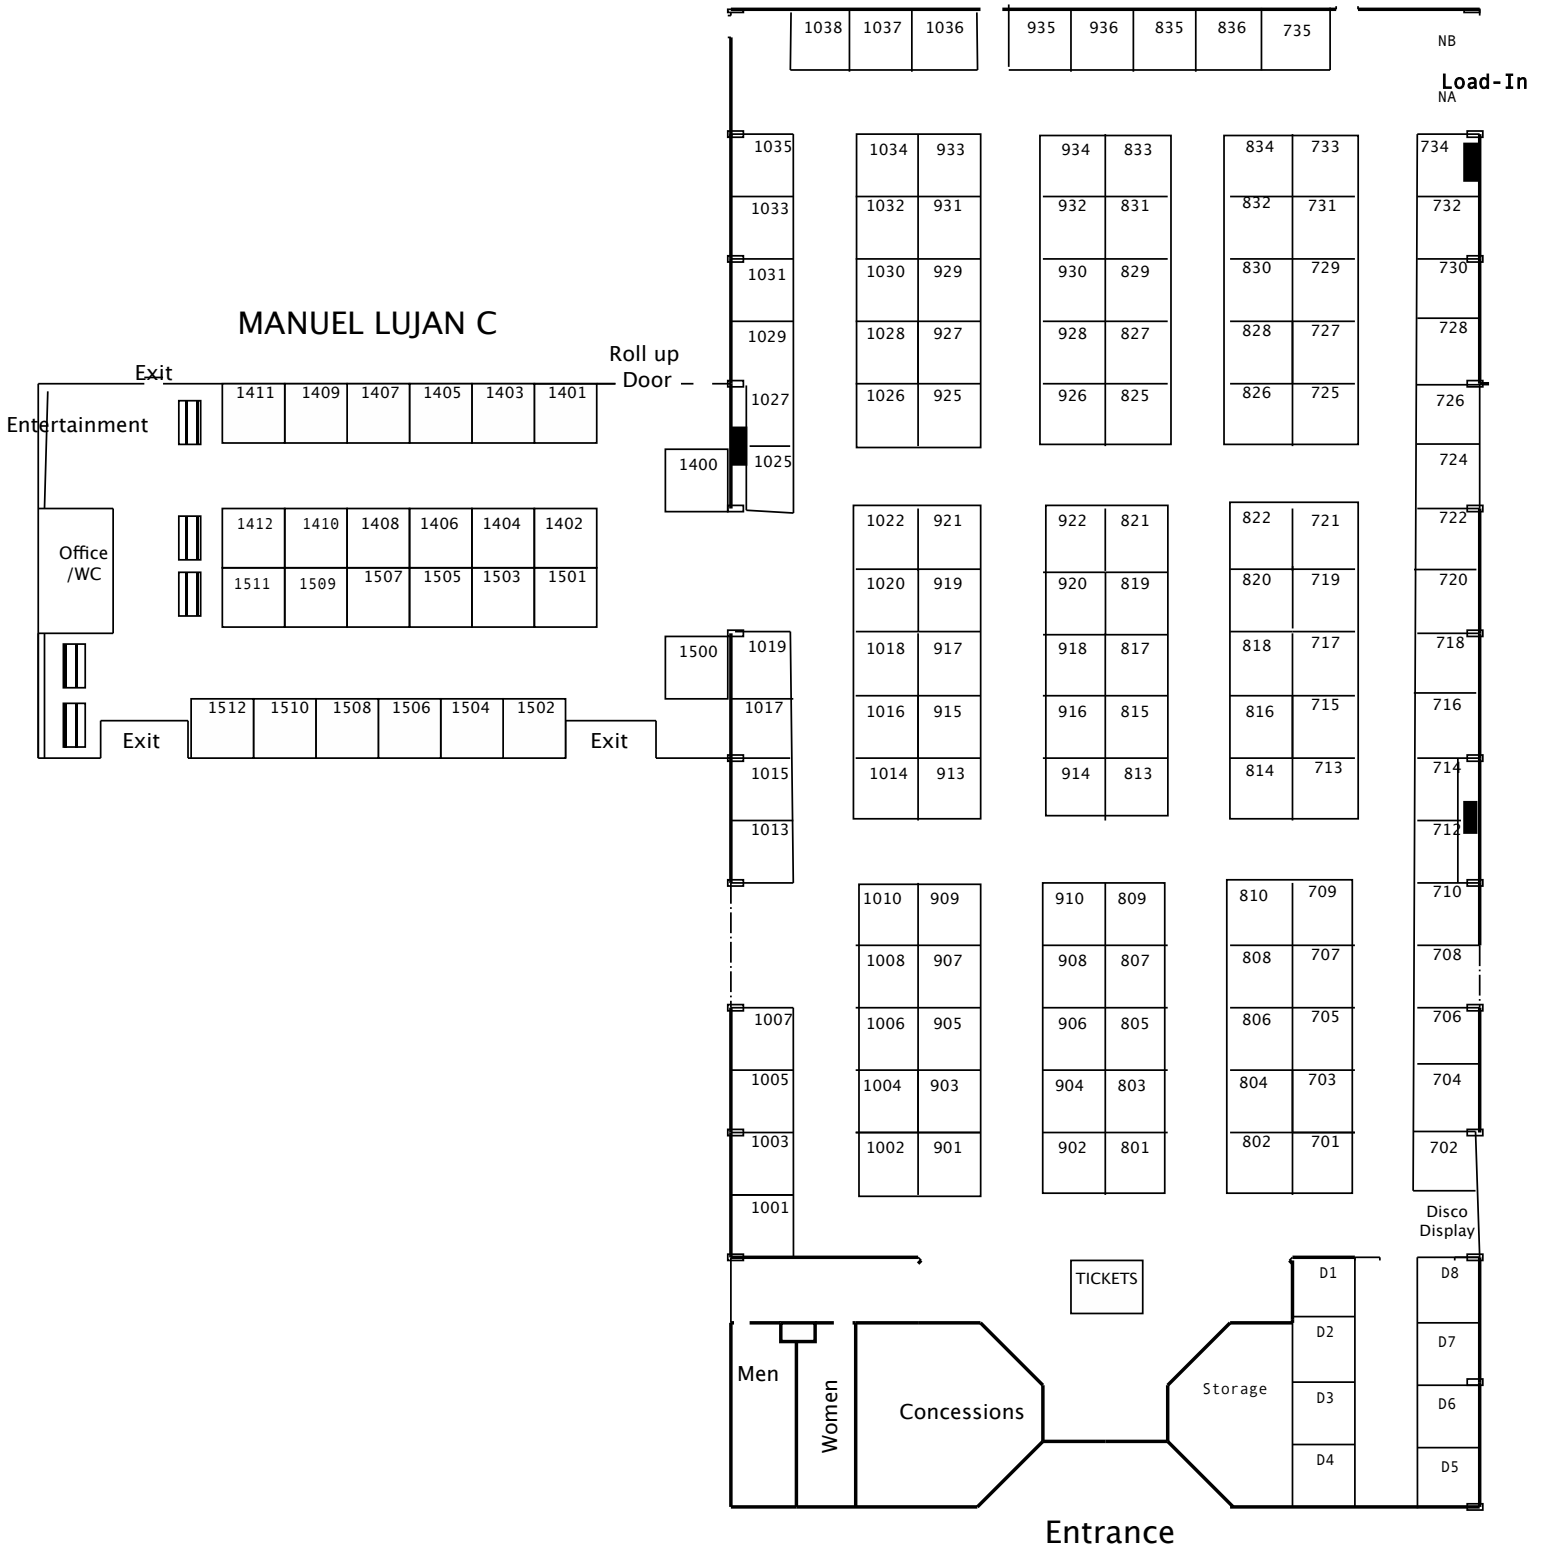 1038 1037 1036 935 936 835 836 735
NB
Load-In
NA
1035 1034 933 934 833 834 733 734
1033 1032 931 932 831 832 731 732
1031 1030 929 930 829 830 729 730
MANUEL LUJAN C
1029 1028 927 928 827 828 727 728
Roll up
Door
Exit
1411 1409 1407 1405 1403 1401
1027 1026 925 926 825 826 725 726
Entertainment
1400 1025 724
1412 1410 1408 1406 1404 1402
1022 921 922 821 822 721 722
Office
/WC
1511 1509 1507 1505 1503 1501
1020 919 920 819 820 719 720
1500 1019 1018 917 918 817 818 717 718
1512 1510 1508 1506 1504 1502
1017 1016 915 916 815 816 715 716
Exit Exit
1015 1014 913 914 813 814 713 714
1013 712
1010 909 910 809 810 709 710
1008 907 908 807 808 707 708
1007 1006 905 906 805 806 705 706
1005 1004 903 904 803 804 703 704
1003 1002 901 902 801 802 701 702
1001
Disco
Display
TICKETS D1 D8
D2 D7
Men Women Concessions Storage
D3 D6
D4 D5
Entrance